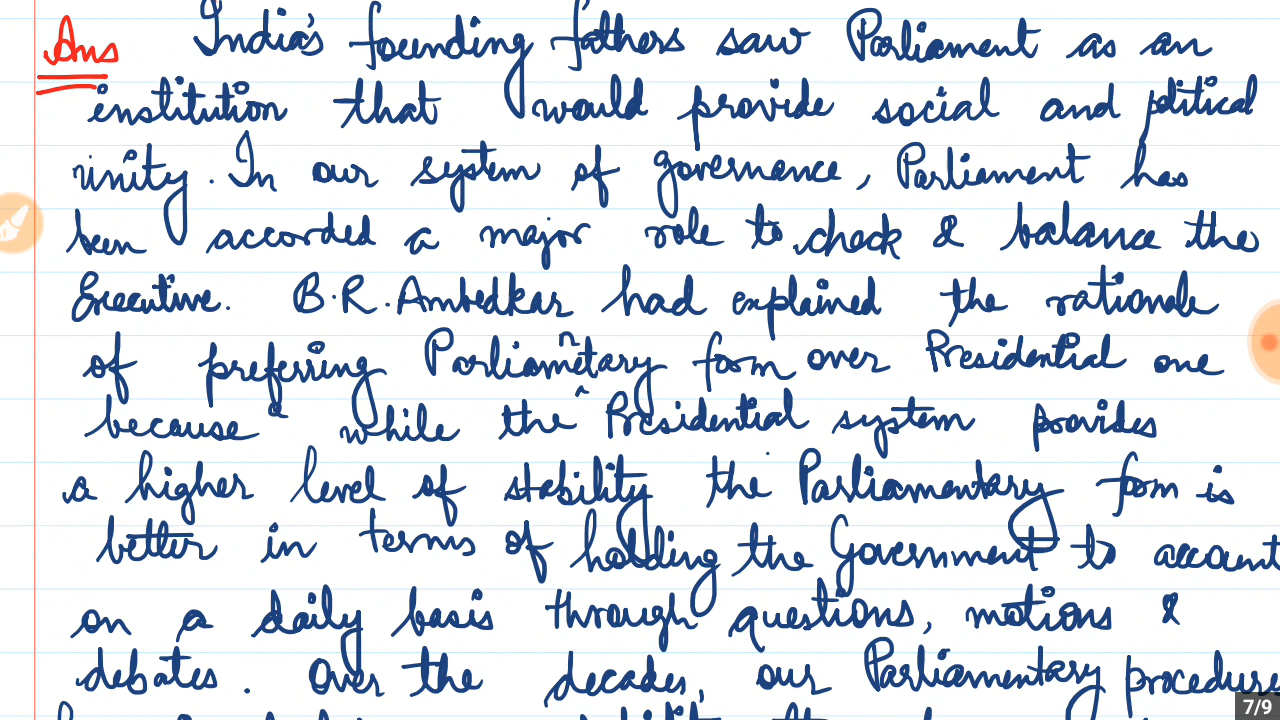 Ans India's founding fathers saw Parliament as an
institution that would provide social and political
unity. In our system of governance, Parliament has
been accorded a major role to check & balance the
Executive. B.R. Ambedkar had explained the rationale
of preferring Parliamentary form over Presidential one
because while the Presidential system provides
a higher level of stability the Parliamentary form is
better in terms of holding the Government to account
on a daily basis through questions, motions &
debates. Over the decades, our Parliamentary procedure
7/9